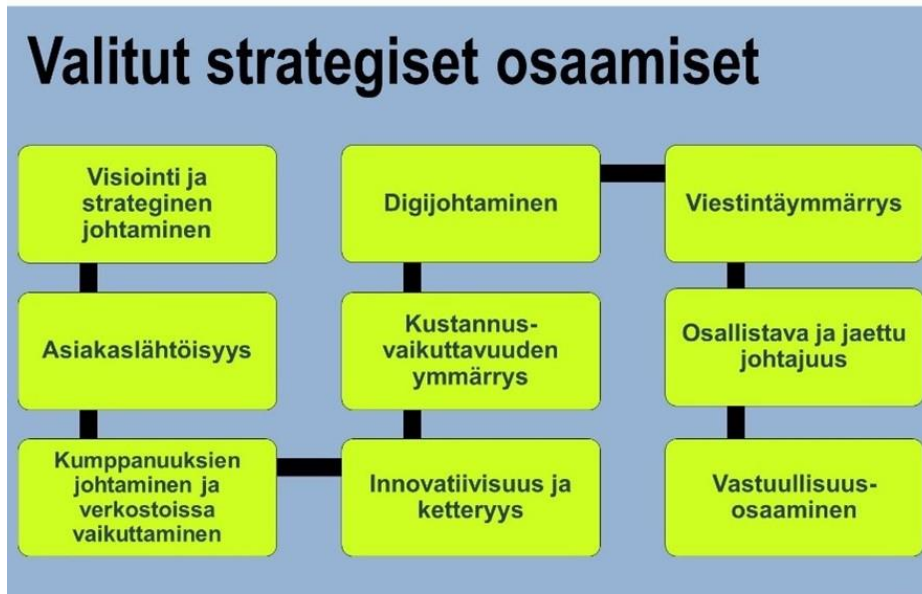 Valitut strategiset osaamiset
Visiointi ja
strateginen
johtaminen
Asiakaslähtöisyys
Kumppanuuksien
johtaminen ja
verkostoissa
vaikuttaminen
Innovatiivisuus ja
ketteryys
Kustannus-
vaikuttavuuden
ymmärrys
Digijohtaminen
Viestintäymmärrys
Osallistava ja jaettu
johtajuus
Vastuullisuus-
osaaminen